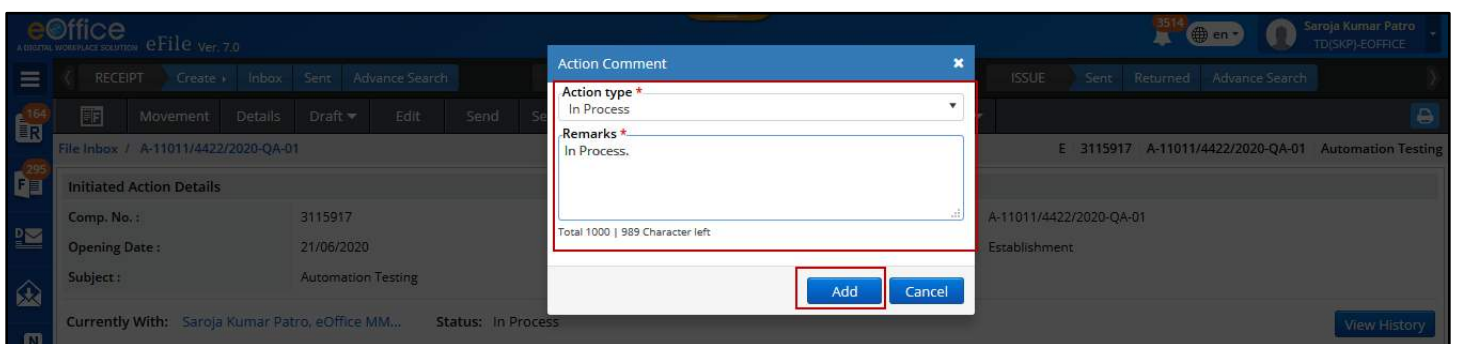 eOffice
A DIGITAL WORKPLACE SOLUTION eFile Ver. 7.0
3514 en Saroja Kumar Patro
TD(SKP)-EOFFICE
RECEIPT Create Inbox Sent Advance Search
Action Comment
ISSUE Sent Returned Advance Search
164
R
Movement Details Draft Edit Send Se
Action type *
In Process
Remarks *
In Process.
File Inbox / A-11011/4422/2020-QA-01
E 3115917 A-11011/4422/2020-QA-01 Automation Testing
295
F
Initiated Action Details
Comp. No. : 3115917
A-11011/4422/2020-QA-01
Total 1000 | 989 Character left
D
Opening Date : 21/06/2020
Establishment
Subject : Automation Testing
Add Cancel
Currently With: Saroja Kumar Patro, eOffice MM... Status: In Process
View History
N